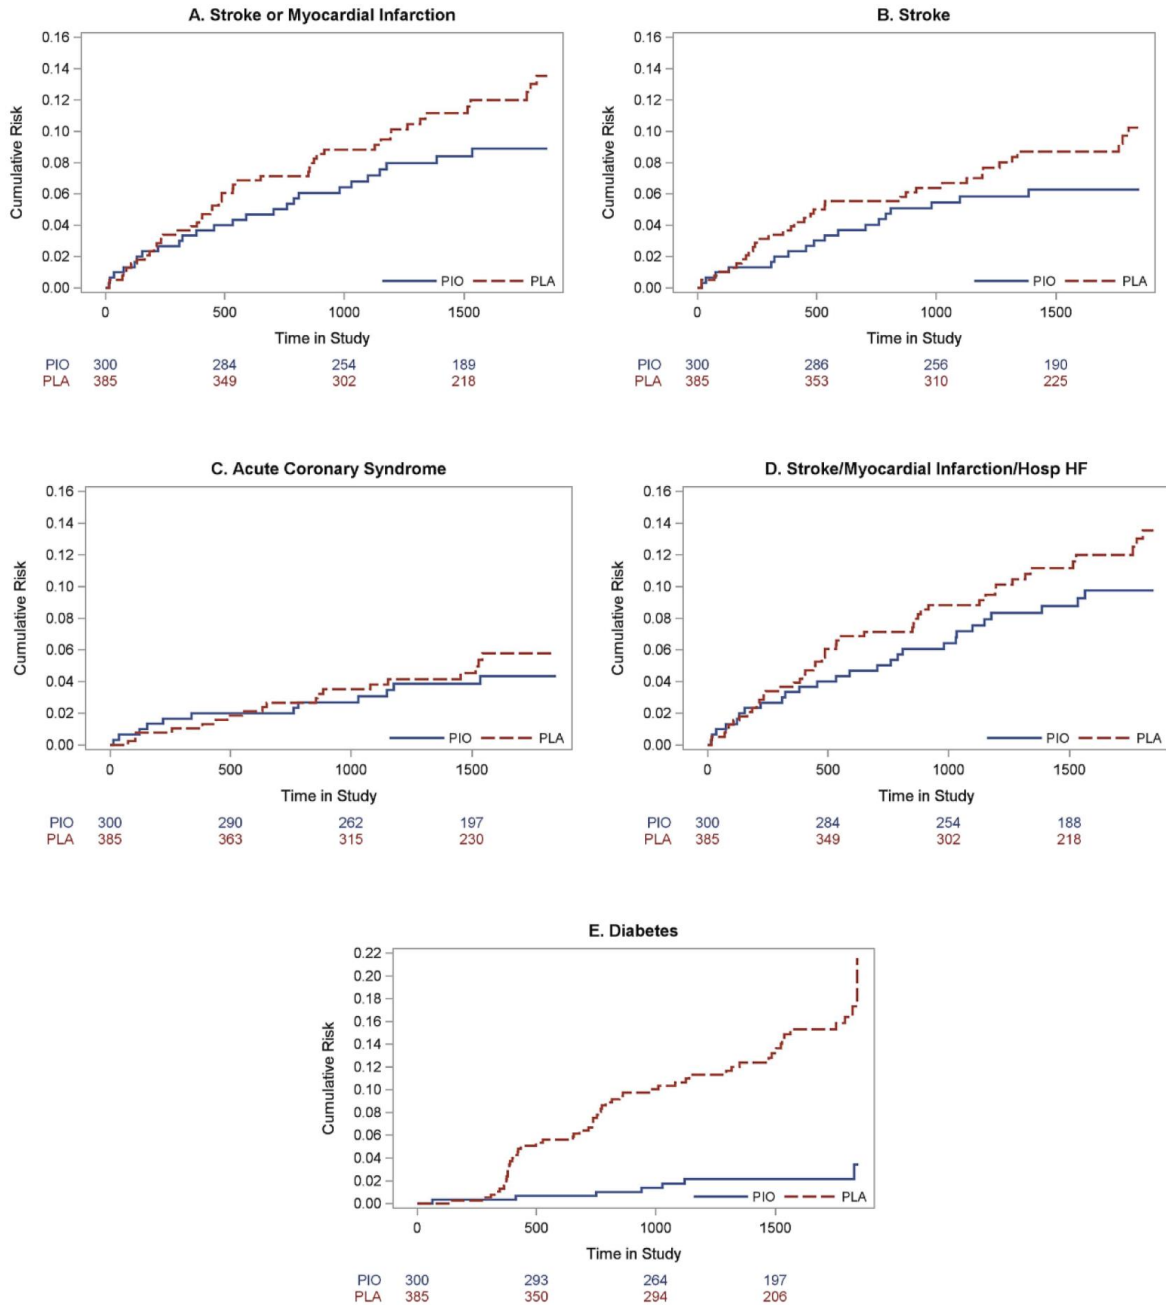 A. Stroke or Myocardial Infarction
Cumulative Risk
0.16
0.14
0.12
0.10
0.08
0.06
0.04
0.02
0.00
PIO PLA
0 500 1000 1500
Time in Study
PIO 300 284 254 189
PLA 385 349 302 218
B. Stroke
Cumulative Risk
0.16
0.14
0.12
0.10
0.08
0.06
0.04
0.02
0.00
PIO PLA
0 500 1000 1500
Time in Study
PIO 300 286 256 190
PLA 385 353 310 225
C. Acute Coronary Syndrome
Cumulative Risk
0.16
0.14
0.12
0.10
0.08
0.06
0.04
0.02
0.00
PIO PLA
0 500 1000 1500
Time in Study
PIO 300 290 262 197
PLA 385 363 315 230
D. Stroke/Myocardial Infarction/Hosp HF
Cumulative Risk
0.16
0.14
0.12
0.10
0.08
0.06
0.04
0.02
0.00
PIO PLA
0 500 1000 1500
Time in Study
PIO 300 284 254 188
PLA 385 349 302 218
E. Diabetes
Cumulative Risk
0.22
0.20
0.18
0.16
0.14
0.12
0.10
0.08
0.06
0.04
0.02
0.00
PIO PLA
0 500 1000 1500
Time in Study
PIO 300 293 264 197
PLA 385 350 294 206